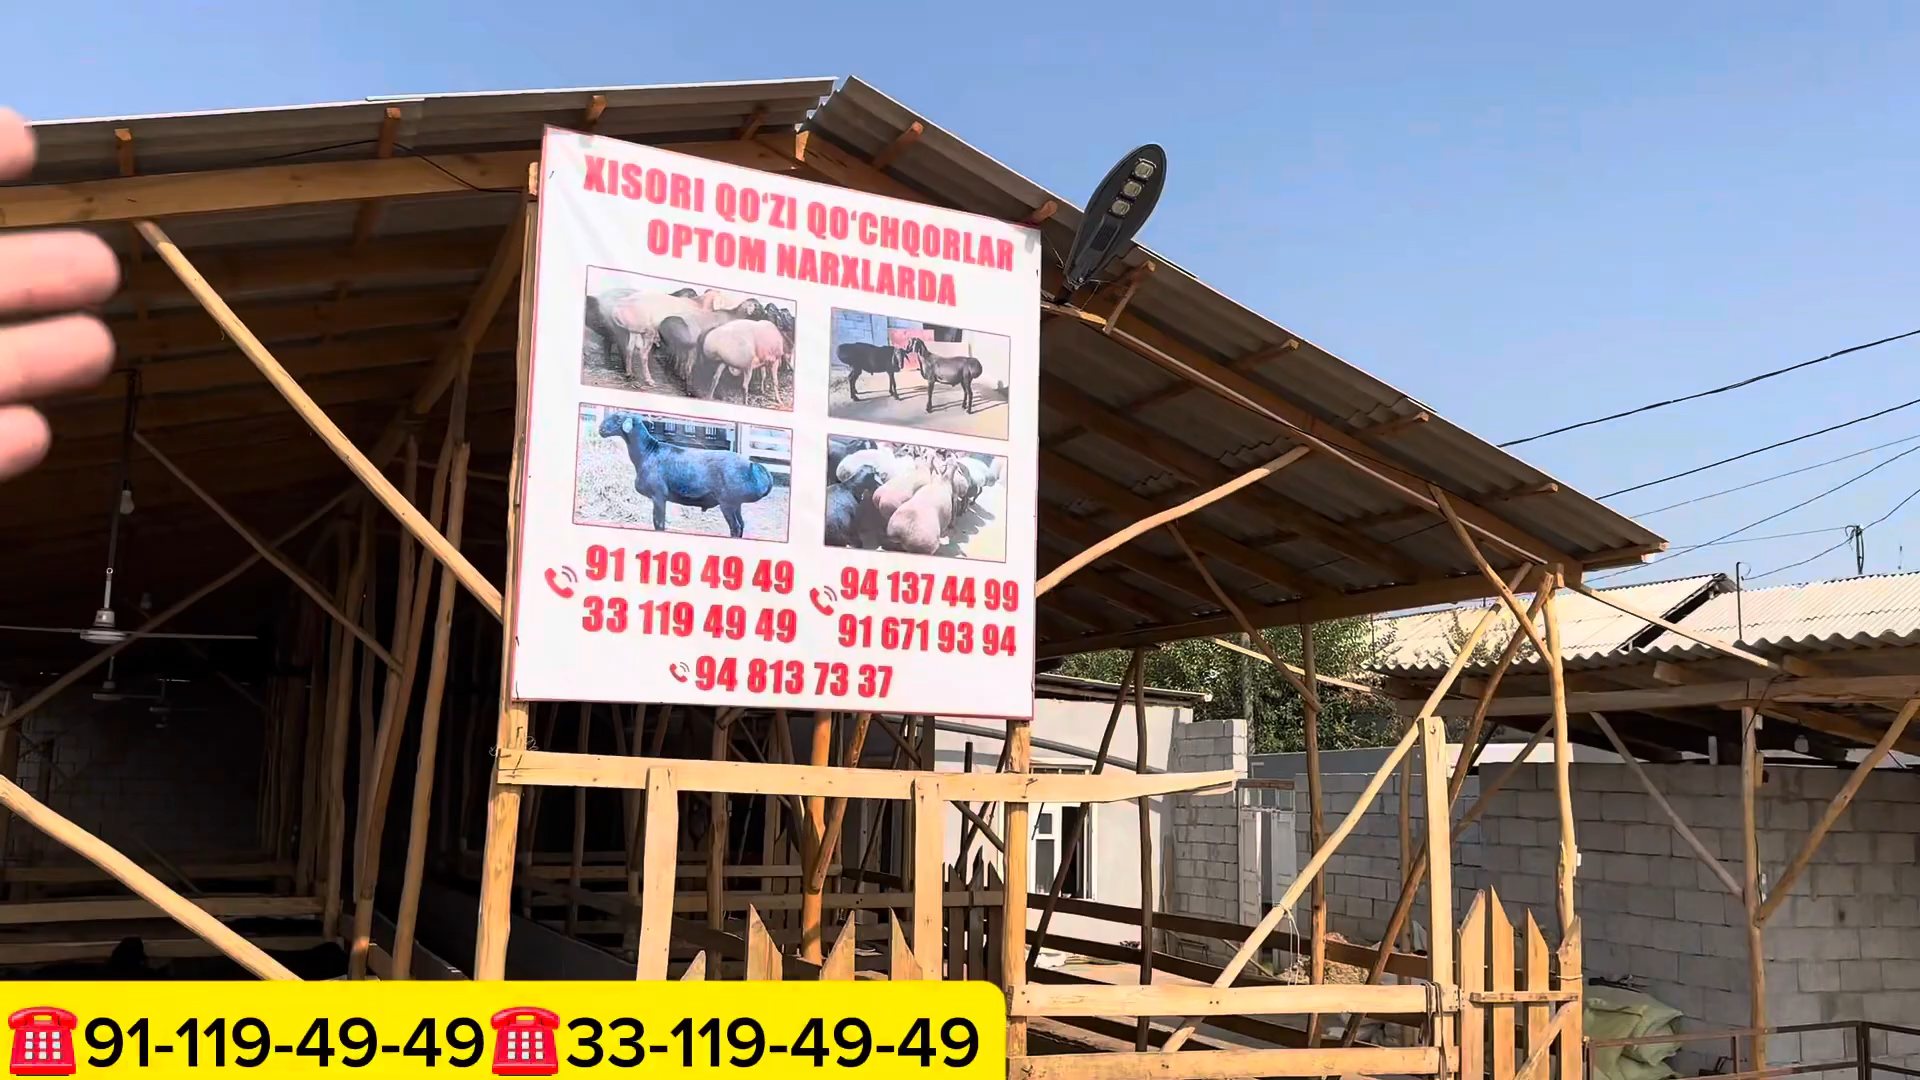 XISORI QO‘ZI QO‘CHQORLAR
OPTOM NARXLARDA
91 119 49 49
33 119 49 49
94 137 44 99
91 671 93 94
94 813 73 37
☎91-119-49-49☎33-119-49-49